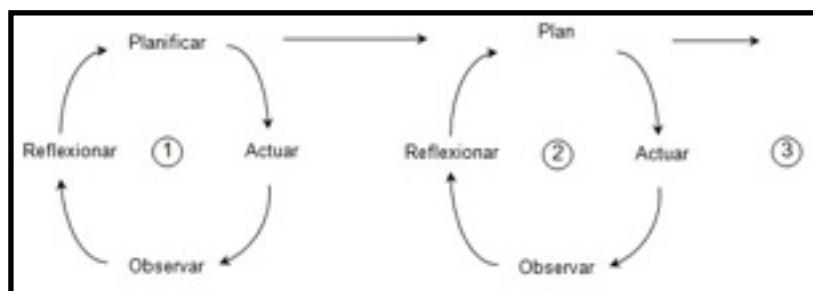 Planificar
Plan
Reflexionar
1
Actuar
Reflexionar
2
Actuar
3
Observar
Observar